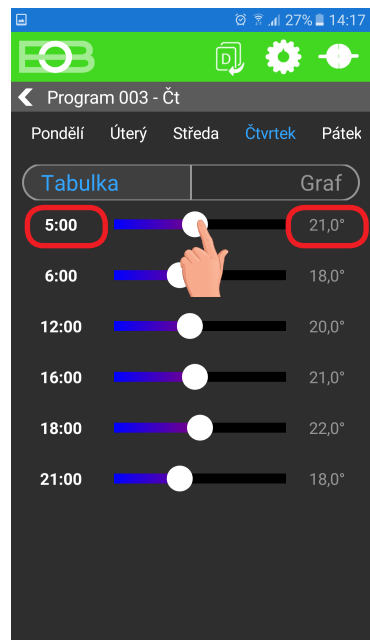 27% 14:17
EOB
D
Program 003 - Čt
Pondělí Úterý Středa Čtvrtek Pátek
Tabulka Graf
5:00 21,0°
6:00 18,0°
12:00 20,0°
16:00 21,0°
18:00 22,0°
21:00 18,0°